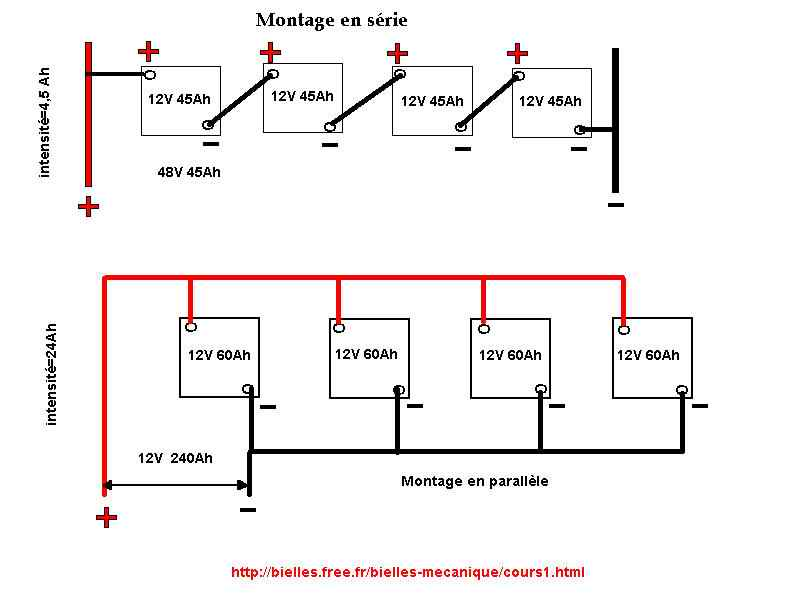 Montage en série
intensité=4,5 Ah
+ + + +
12V 45Ah 12V 45Ah 12V 45Ah 12V 45Ah
− − − −
48V 45Ah
+ −
intensité=24Ah
12V 60Ah 12V 60Ah 12V 60Ah 12V 60Ah
− − − −
12V 240Ah
Montage en parallèle
+ −
http://bielles.free.fr/bielles-mecanique/cours1.html